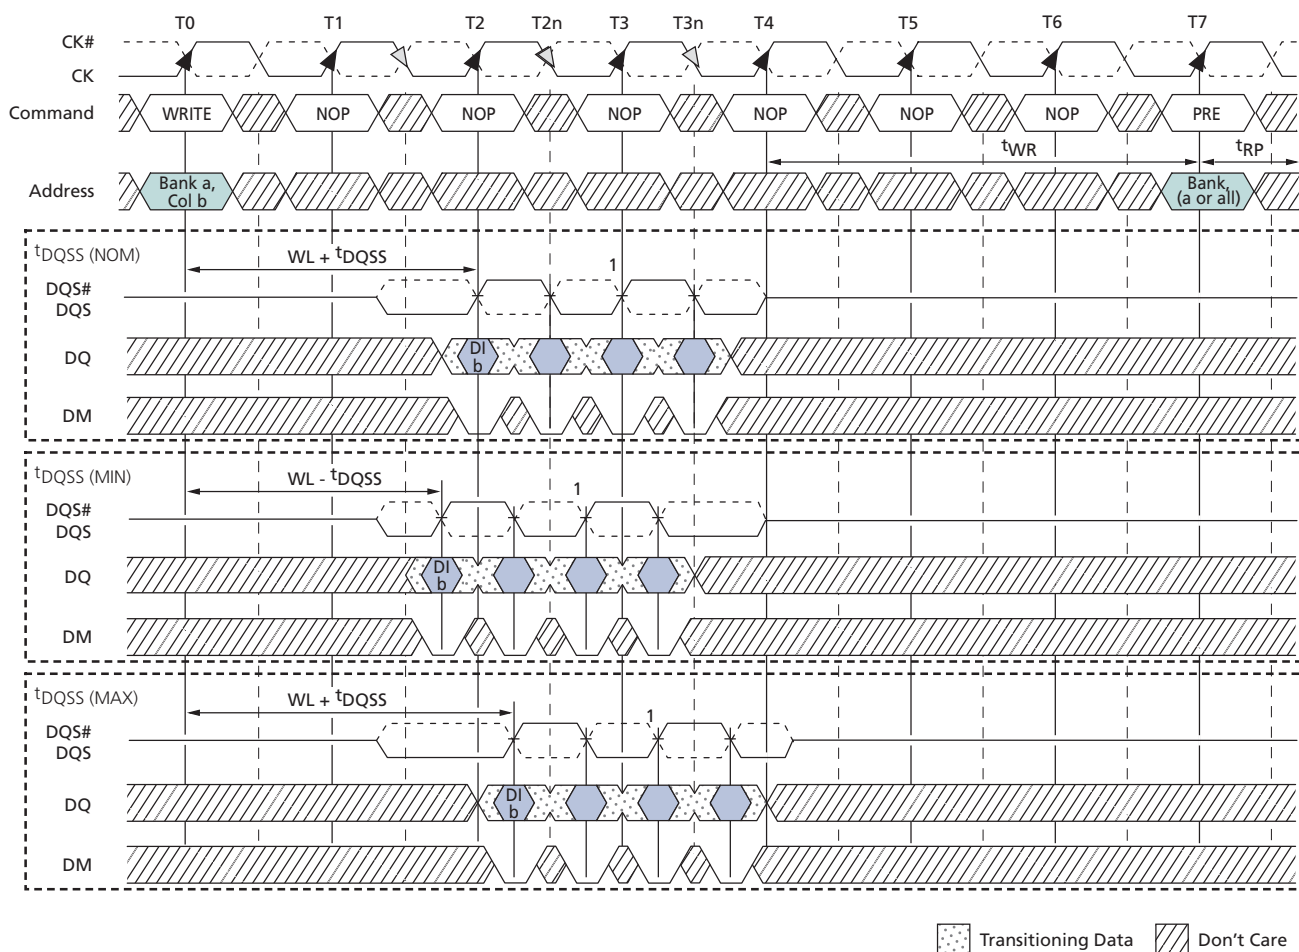 T0 T1 T2 T2n T3 T3n T4 T5 T6 T7
CK#
CK
Command WRITE NOP NOP NOP NOP NOP NOP PRE
tWR tRP
Address Bank a, Col b Bank, (a or all)
tDQSS (NOM)
WL + tDQSS 1
DQS#
DQS
DQ DI b
DM
tDQSS (MIN)
WL - tDQSS 1
DQS#
DQS
DQ DI b
DM
tDQSS (MAX)
WL + tDQSS 1
DQS#
DQS
DQ DI b
DM
Transitioning Data Don't Care